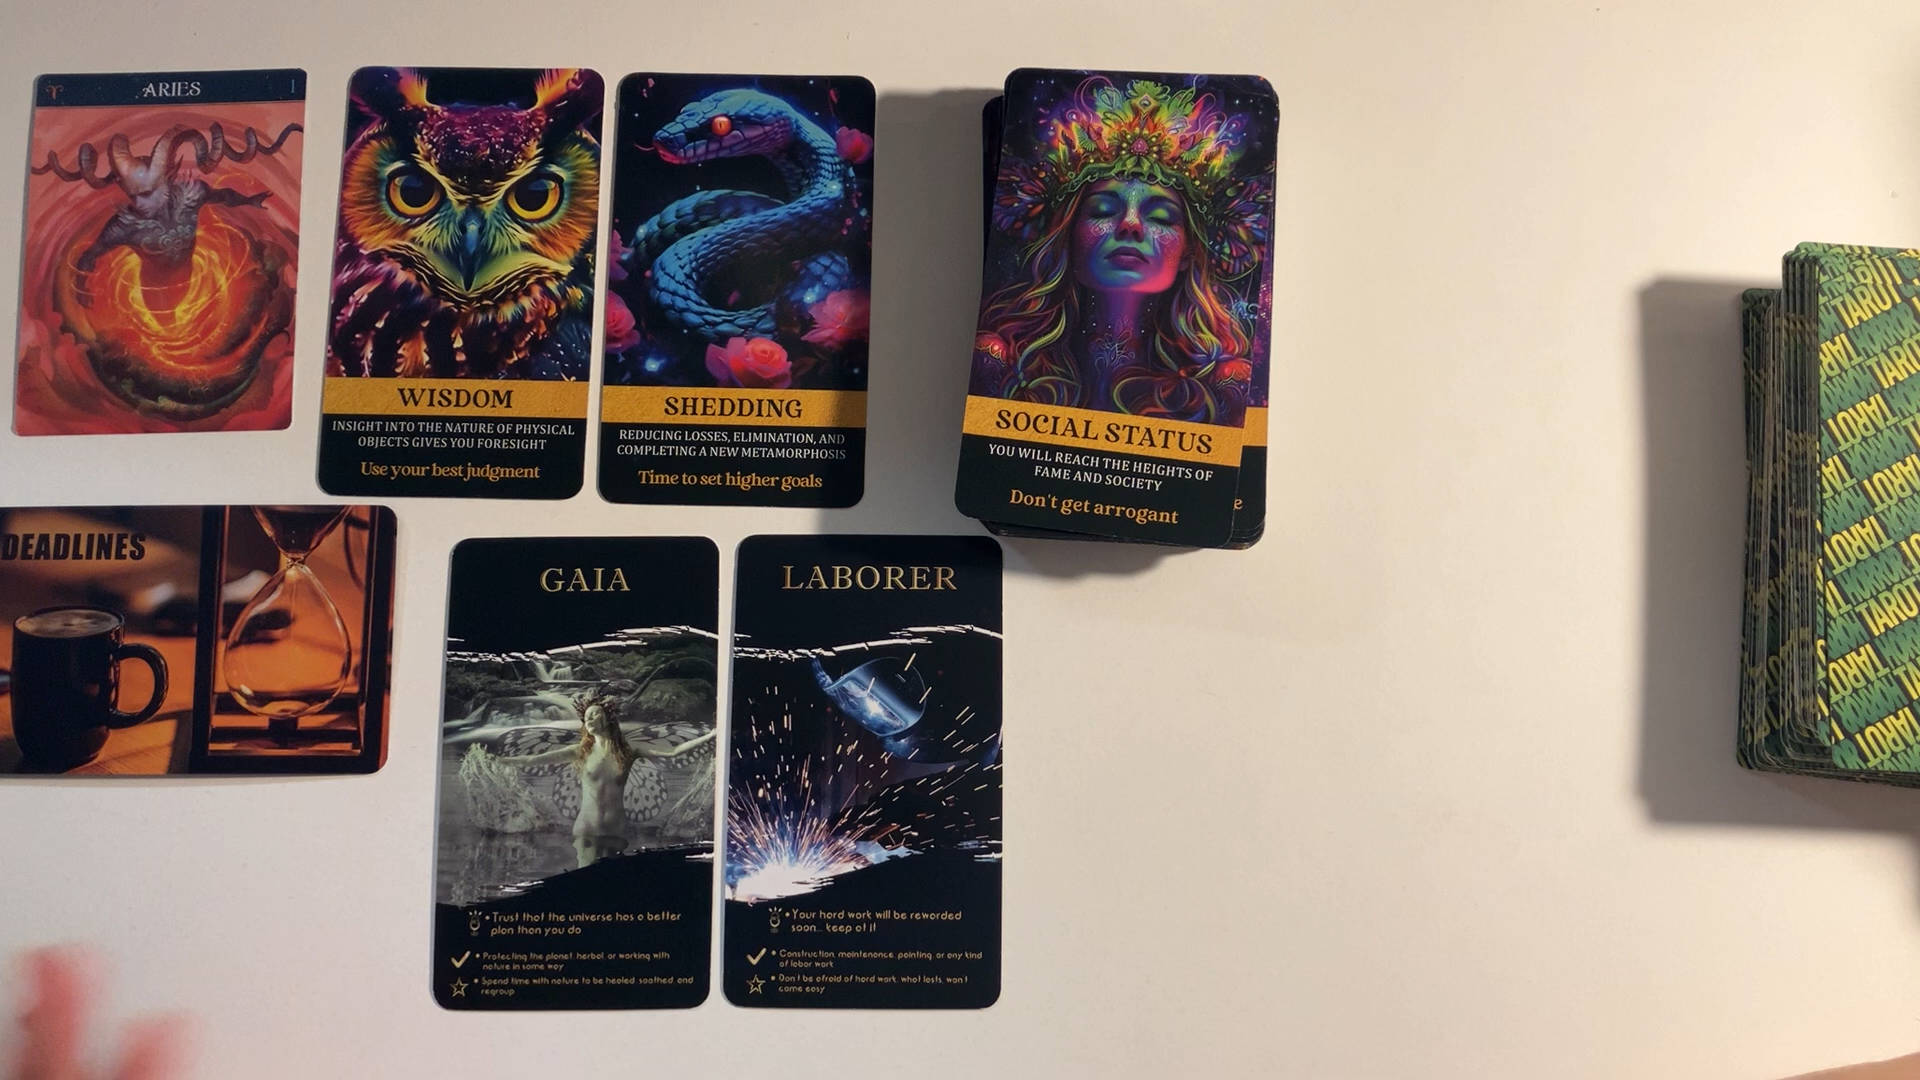 ARIES
1
WISDOM
INSIGHT INTO THE NATURE OF PHYSICAL
OBJECTS GIVES YOU FORESIGHT
Use your best judgment
SHEDDING
REDUCING LOSSES, ELIMINATION, AND
COMPLETING A NEW METAMORPHOSIS
Time to set higher goals
SOCIAL STATUS
YOU WILL REACH THE HEIGHTS OF
FAME AND SOCIETY
Don't get arrogant
DEADLINES
GAIA
• Trust that the universe has a better
plan than you do
• Protecting the planet, herbal, or working with
nature in some way
• Spend time with nature to be healed, soothed, and
regroup
LABORER
• Your hard work will be rewarded
soon... keep at it
• Construction, maintenance, painting, or any kind
of labor work
• Don't be afraid of hard work, what lasts, won't
come easy
TAROT
TAROT
TAROT
TAROT
TAROT
TAROT